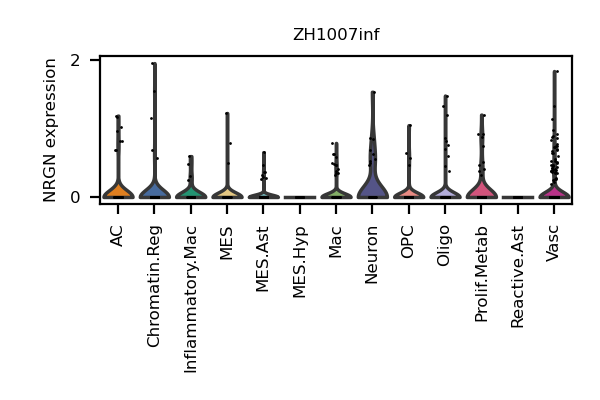 ZH1007inf
NRGN expression
2
0
AC
Chromatin.Reg
Inflammatory.Mac
MES
MES.Ast
MES.Hyp
Mac
Neuron
OPC
Oligo
Prolif.Metab
Reactive.Ast
Vasc